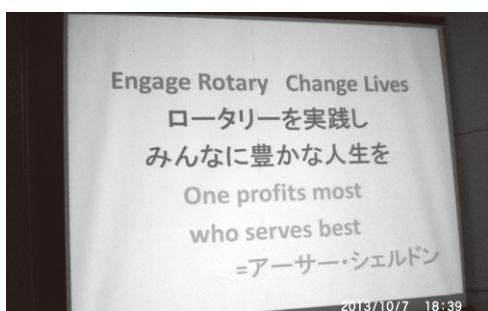 Engage Rotary Change Lives
ロータリーを実践し
みんなに豊かな人生を
One profits most
who serves best
=アーサー・シェルドン
2013/10/7 18:39